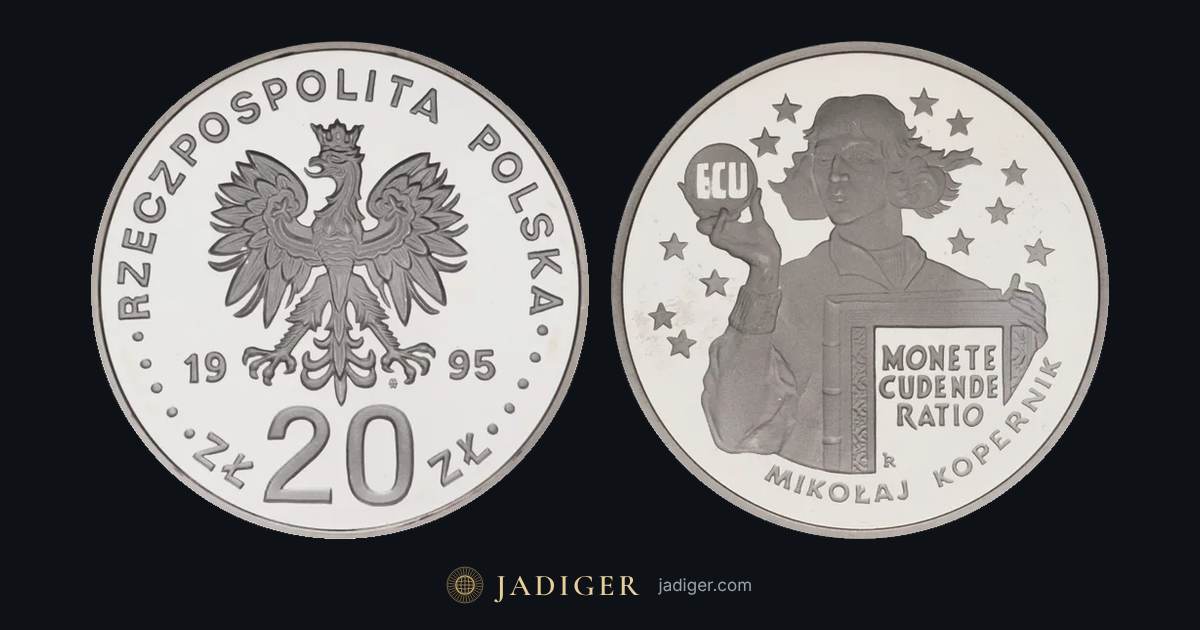 RZECZPOSPOLITA POLSKA
19 95
ZŁ 20 ZŁ
ECU
MONETE
CUDENDE
RATIO
MIKOŁAJ KOPERNIK
JADIGER jadiger.com